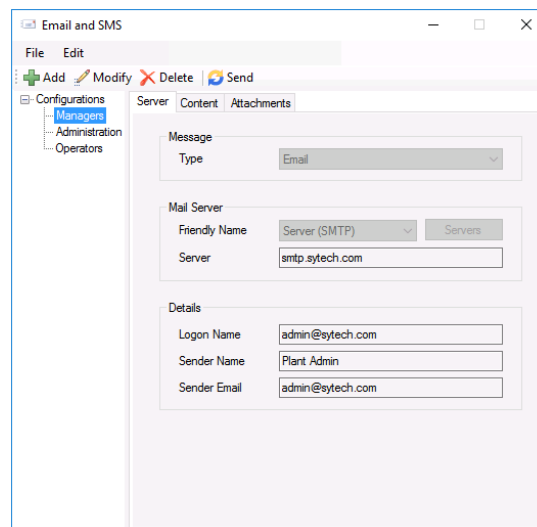 Email and SMS
File Edit
Add Modify Delete Send
Configurations
Managers
Administration
Operators
Server Content Attachments
Message
Type Email
Mail Server
Friendly Name Server (SMTP) Servers
Server smtp.sytech.com
Details
Logon Name admin@sytech.com
Sender Name Plant Admin
Sender Email admin@sytech.com